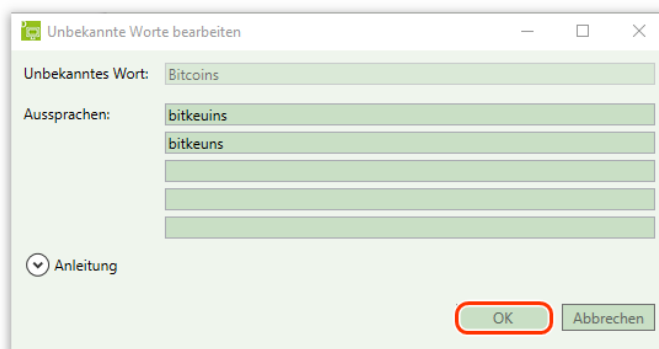 Unbekannte Worte bearbeiten
Unbekanntes Wort: Bitcoins
Aussprachen: bitkeuins
bitkeuns
Anleitung
OK Abbrechen